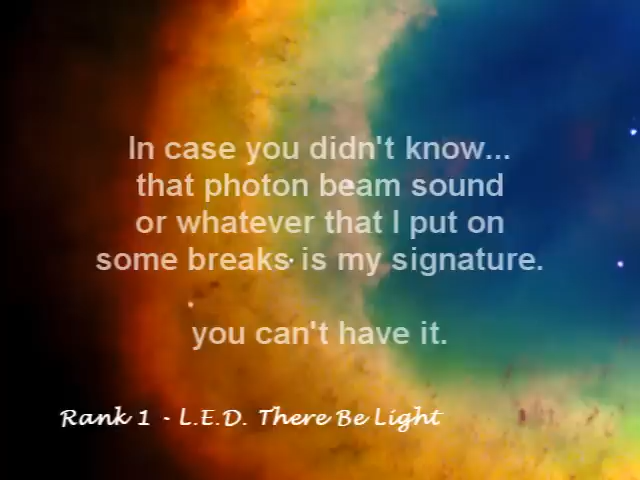 In case you didn't know...
that photon beam sound
or whatever that I put on
some breaks is my signature.
you can't have it.
Rank 1 - L.E.D. There Be Light